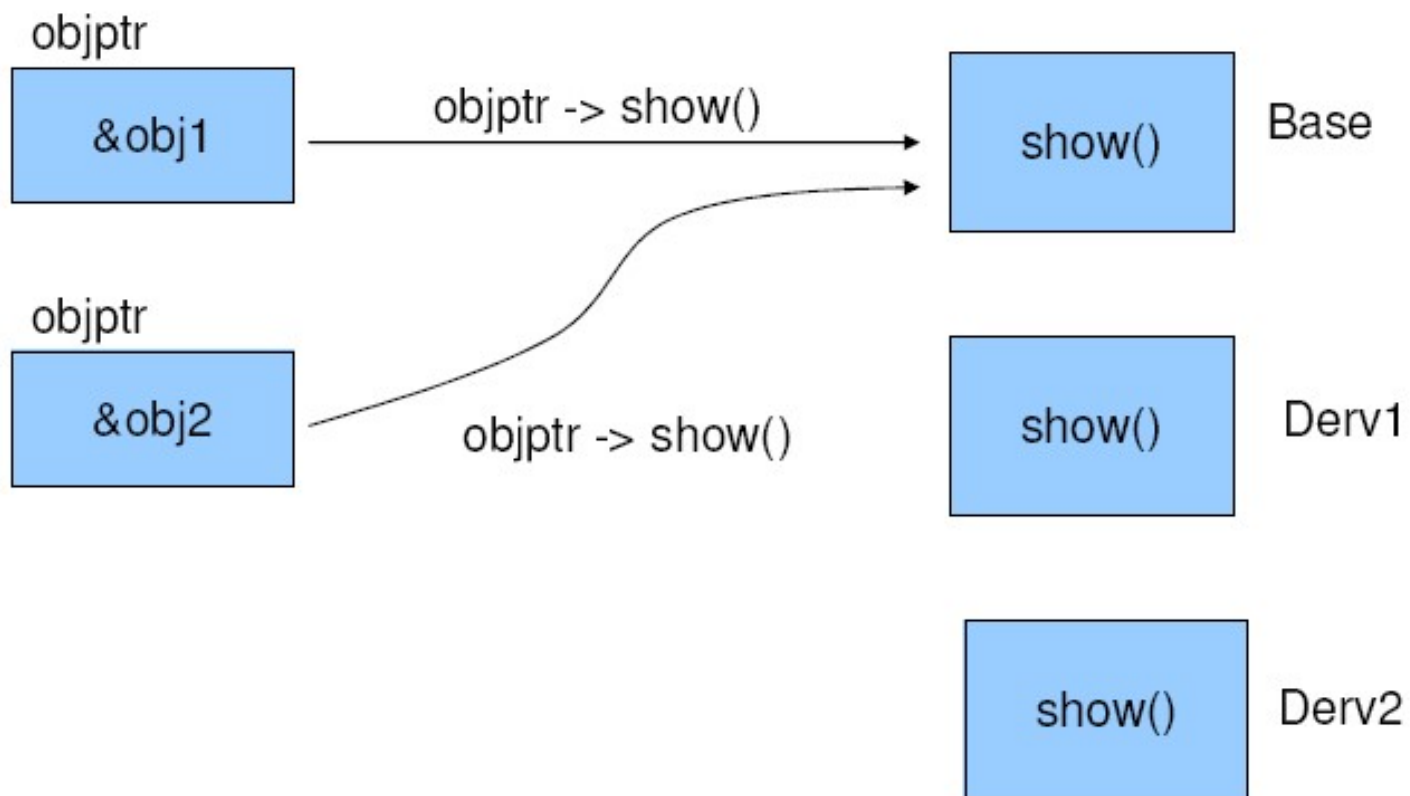 objptr
&obj1
objptr -> show()
show()
Base
objptr
&obj2
objptr -> show()
show()
Derv1
show()
Derv2